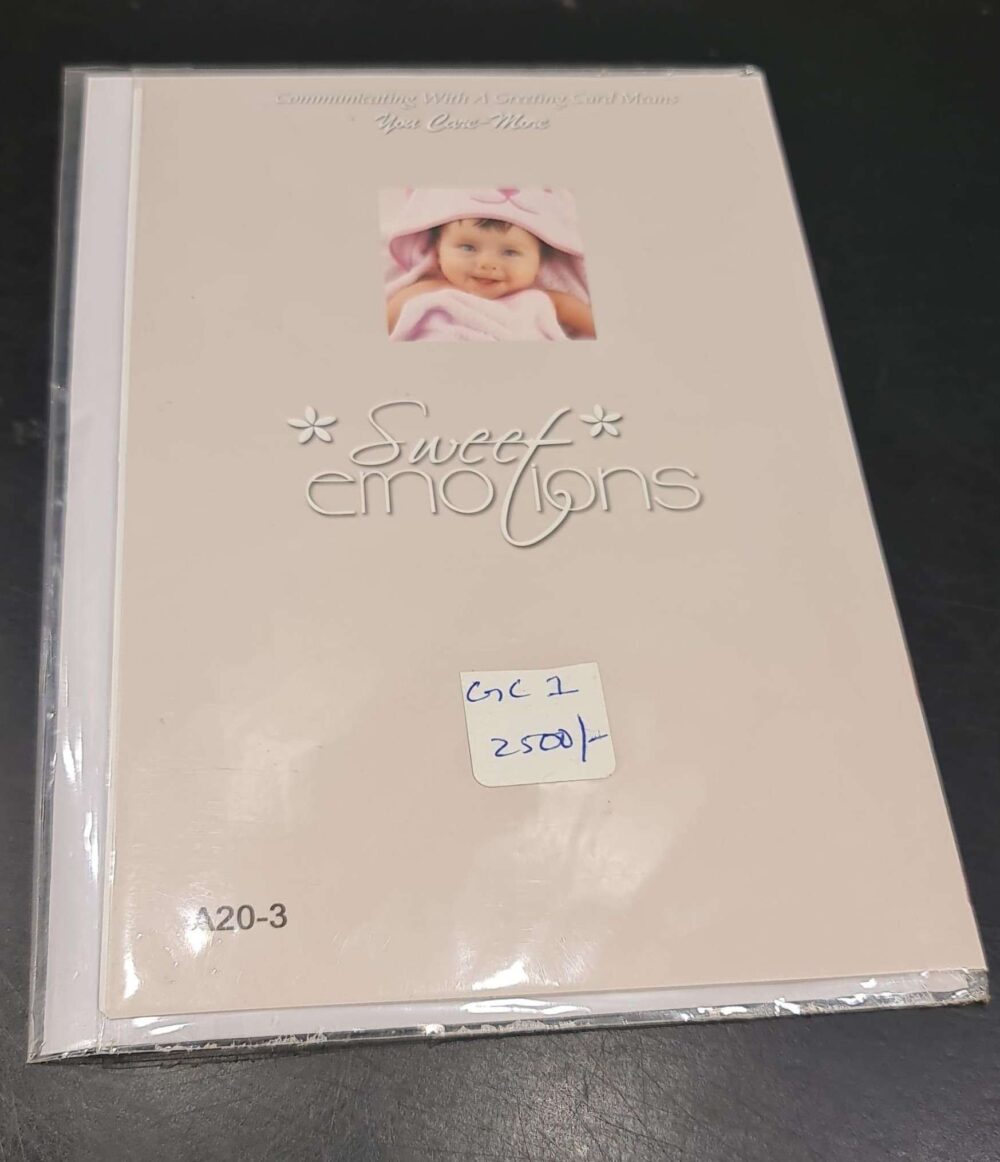 Communicating With A Greeting Card Means
You Care-More
Sweet
emotions
GC 1
2500/-
A20-3